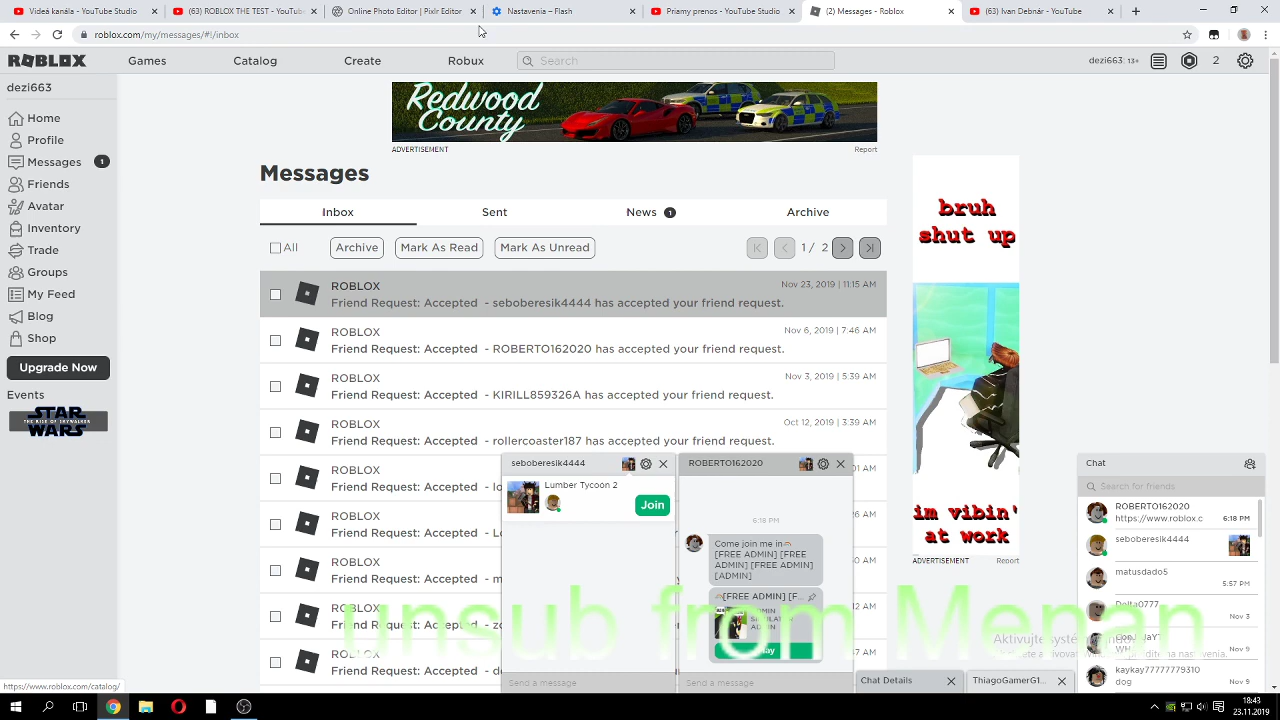 Videá kanála - YouTube Studio
(63) ROBLOX THE TEST - YouTube
Online Photo Editor | Pixlr Editor
Nastavenia – Flash
Priamy prenos - YouTube Studio
(2) Messages - Roblox
(63) Ivan Debnár - YouTube
roblox.com/my/messages/#!/inbox
ROBLOX
Games
Catalog
Create
Robux
Search
dezi663: 13+
2
dezi663
Home
Profile
Messages 1
Friends
Avatar
Inventory
Trade
Groups
My Feed
Blog
Shop
Upgrade Now
Events
STAR
THE RISE OF SKYWALKER
WARS
Redwood
County
ADVERTISEMENT
Report
Messages
Inbox
Sent
News 1
Archive
All
Archive
Mark As Read
Mark As Unread
1 / 2
ROBLOX
Nov 23, 2019 | 11:15 AM
Friend Request: Accepted - seboberesik4444 has accepted your friend request.
ROBLOX
Nov 6, 2019 | 7:46 AM
Friend Request: Accepted - ROBERTO162020 has accepted your friend request.
ROBLOX
Nov 3, 2019 | 5:39 AM
Friend Request: Accepted - KIRILL859326A has accepted your friend request.
ROBLOX
Oct 12, 2019 | 3:39 AM
Friend Request: Accepted - rollercoaster187 has accepted your friend request.
ROBLOX
Friend Request: Accepted
ROBLOX
Friend Request: Accepted
ROBLOX
Friend Request: Accepted
ROBLOX
Friend Request: Accepted
ROBLOX
Friend Request: Accepted
bruh
shut up
im vibin'
at work
ADVERTISEMENT
Report
seboberesik4444
Lumber Tycoon 2
Join
Send a message
ROBERTO162020
6:18 PM
Come join me in
[FREE ADMIN] [FREE
ADMIN] [FREE ADMIN]
[ADMIN]
[FREE ADMIN] [F...
Send a message
Chat
Search for friends
ROBERTO162020
https://www.roblox.c
6:18 PM
seboberesik4444
matusdado5
5:57 PM
Delta0777
Nov 3
Nov 9
kaykay77777779310
dog
Nov 9
Chat Details
ThiagoGamerG1...
unsub from Meman
https://www.roblox.com/catalog/
18:43
23.11.2019